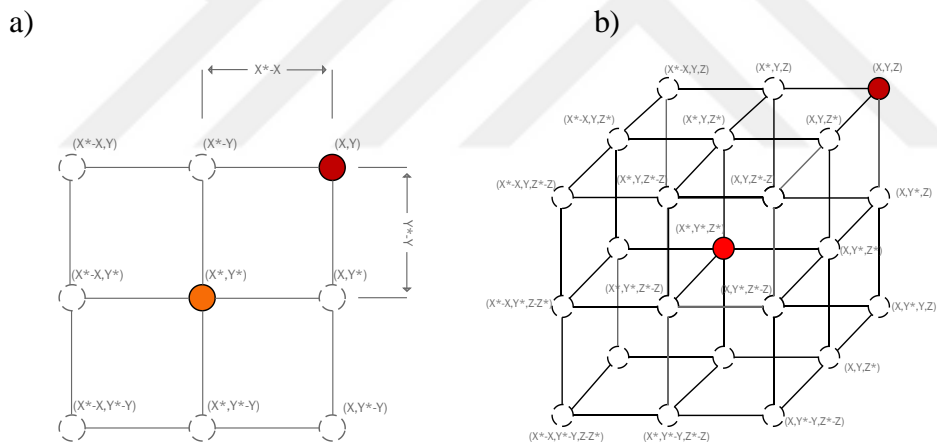 a)
b)
X*-X
(X*-X,Y)
(X*-Y)
(X,Y)
Y*-Y
(X*-X,Y*)
(X*,Y*)
(X,Y*)
(X*-X,Y*-Y)
(X*,Y*-Y)
(X,Y*-Y)
(X*-X,Y,Z)
(X*,Y,Z)
(X,Y,Z)
(X*-X,Y,Z*)
(X*,Y,Z*)
(X,Y,Z*)
(X*-X,Y,Z*-Z)
(X*,Y,Z*-Z)
(X,Y,Z*-Z)
(X,Y*,Z)
(X*,Y*,Z*)
(X,Y*,Z*)
(X*-X,Y*,Z-Z*)
(X*,Y*,Z*-Z)
(X,Y*,Z*-Z)
(X,Y*,Y,Z)
(X,Y,Z*)
(X*-X,Y*-Y,Z-Z*)
(X*,Y*-Y,Z*-Z)
(X,Y*-Y,Z*-Z)